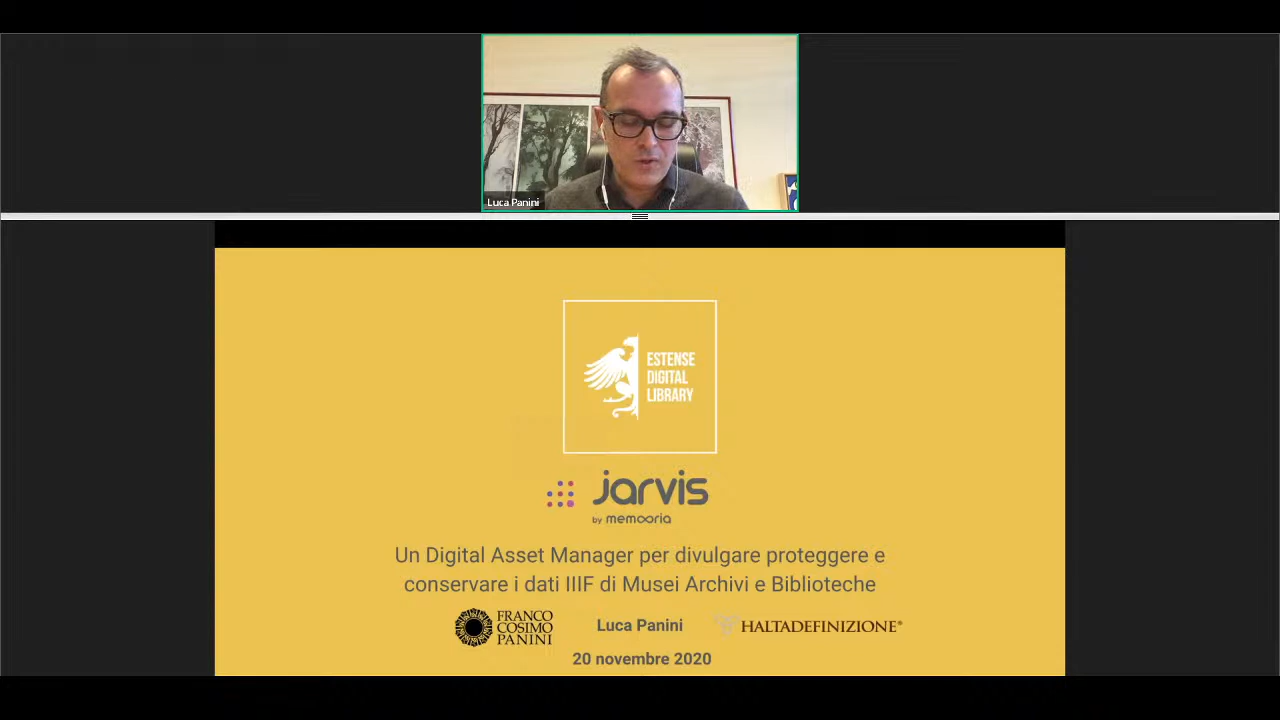 Luca Panini
ESTENSE
DIGITAL
LIBRARY
jarvis
by memooria
Un Digital Asset Manager per divulgare proteggere e
conservare i dati IIIF di Musei Archivi e Biblioteche
FRANCO
COSIMO
PANINI
Luca Panini
HALTADEFINIZIONE®
20 novembre 2020